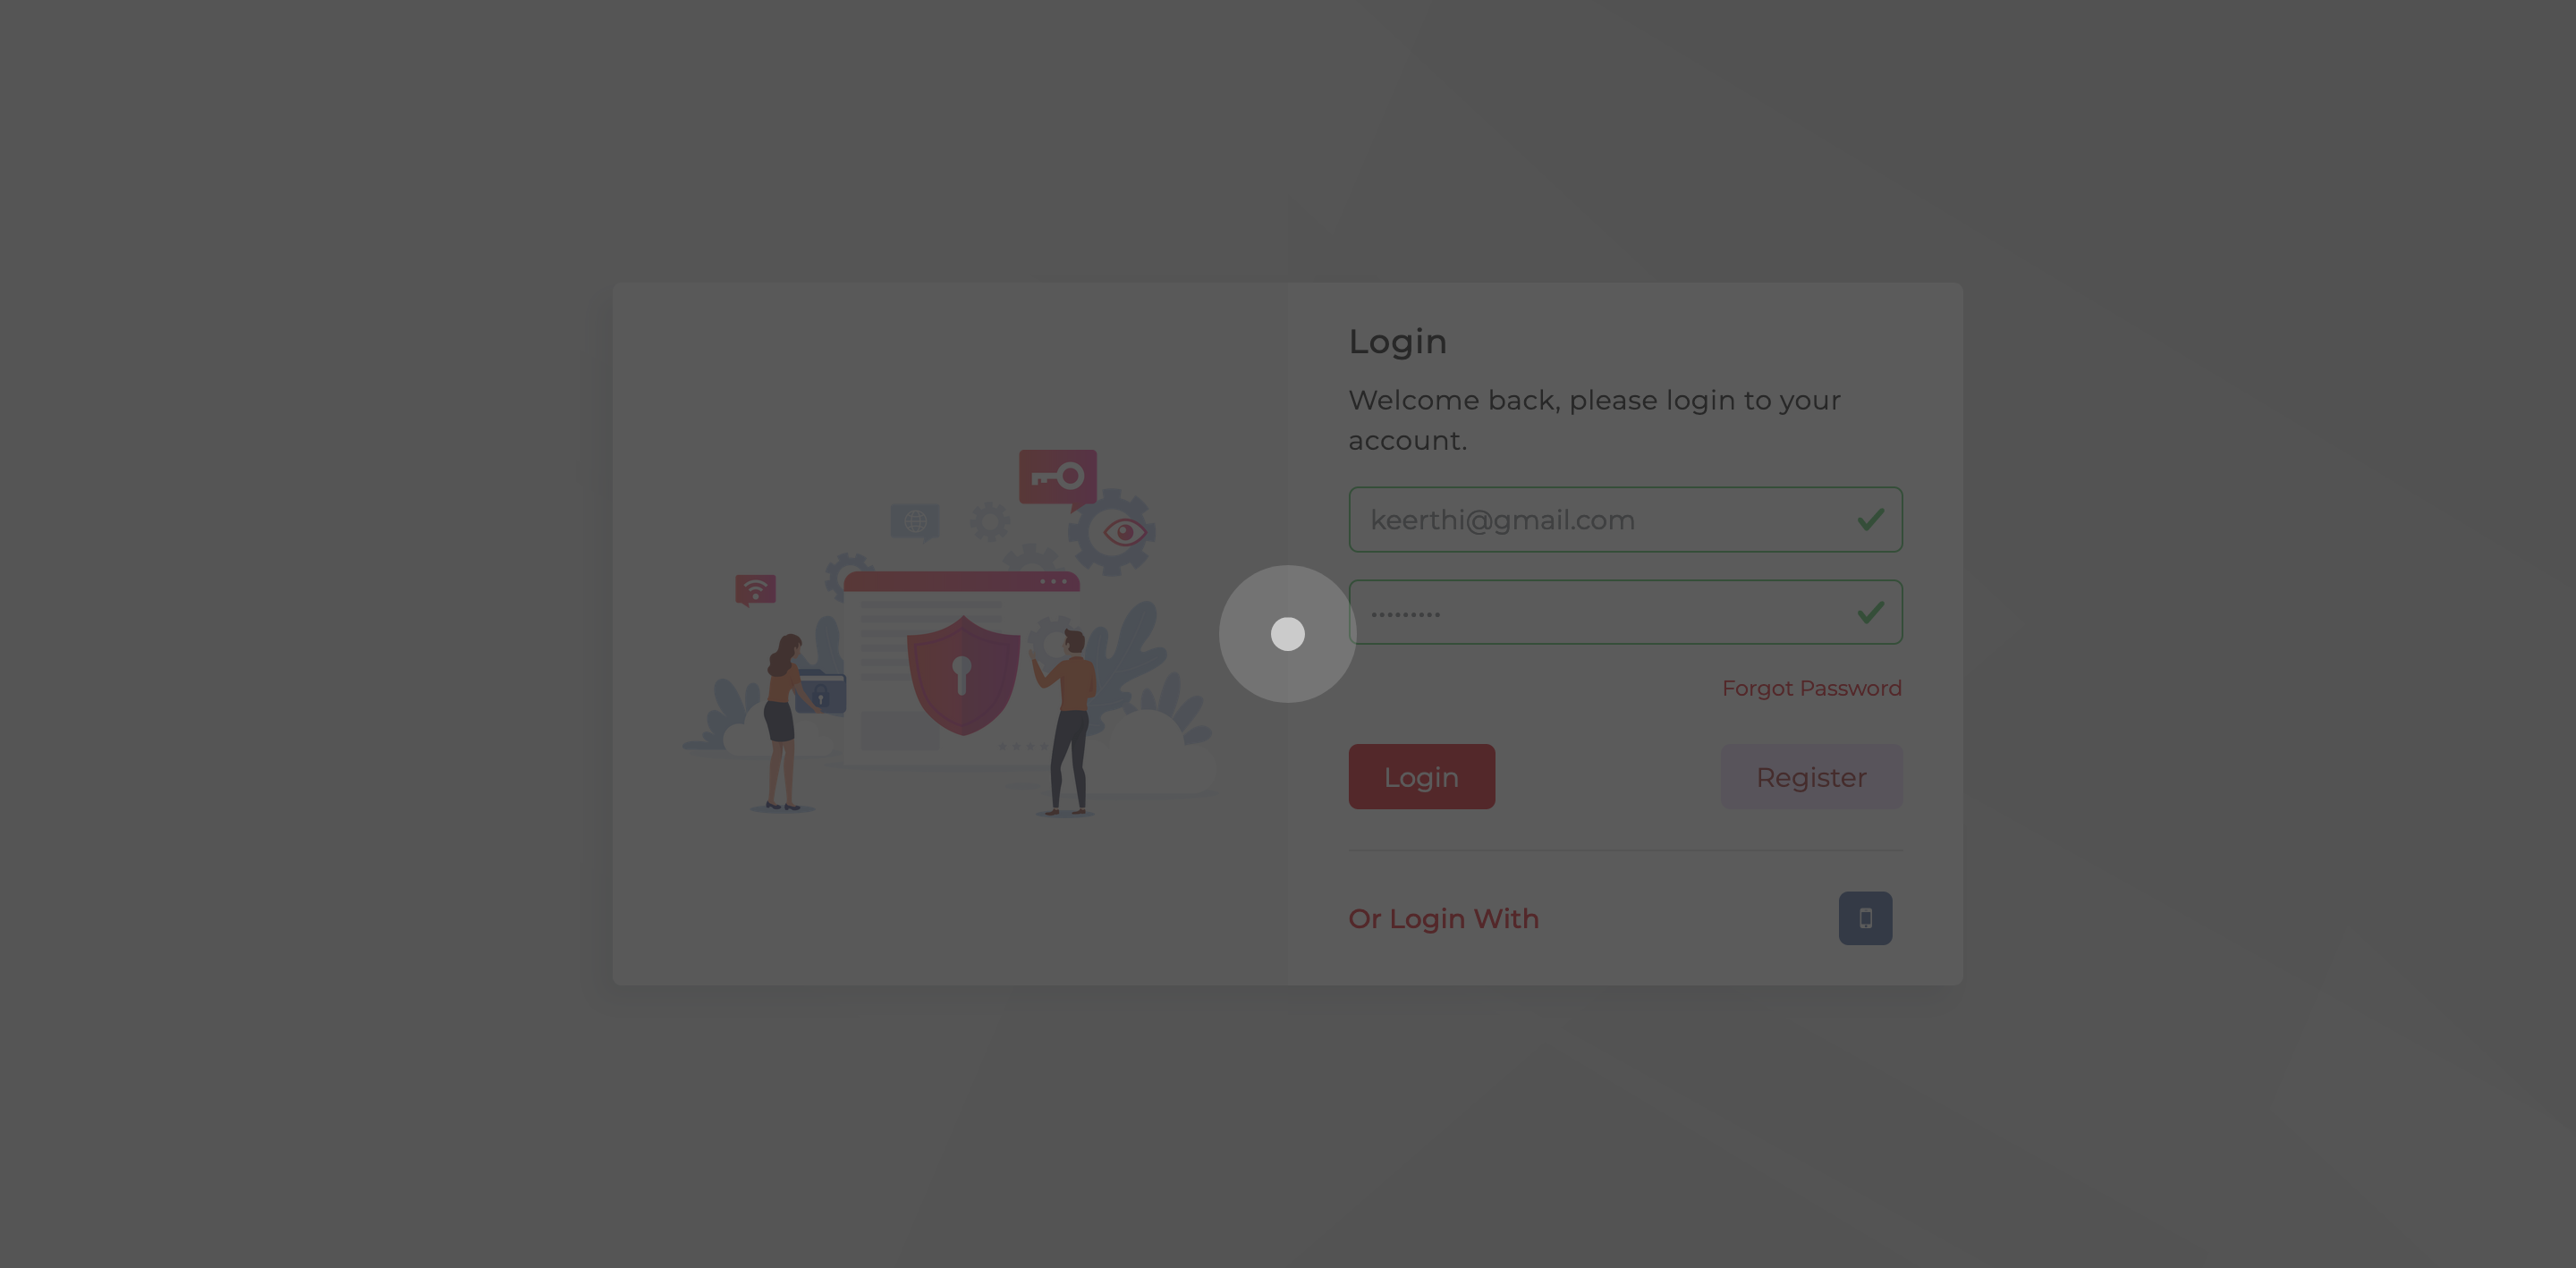 Login
Welcome back, please login to your
account.
keerthi@gmail.com
•••••••••
Forgot Password
Login
Register
Or Login With